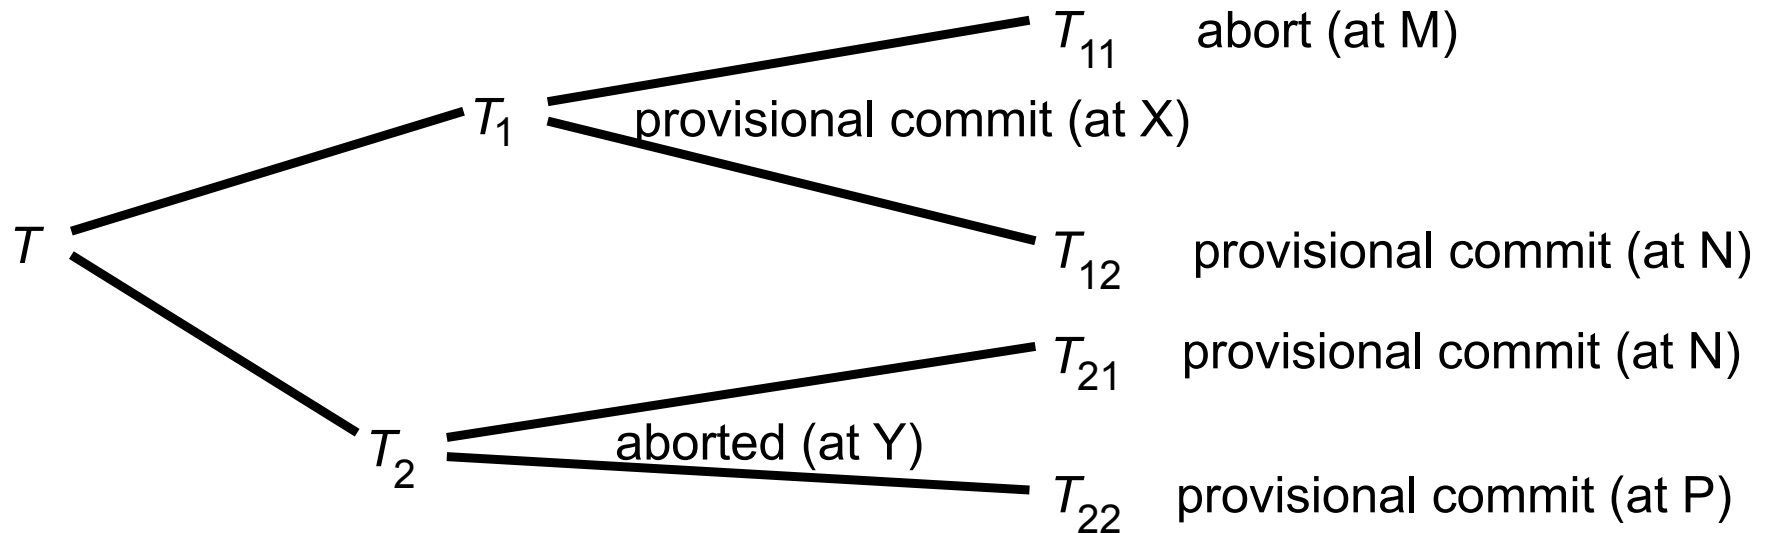 T11 abort (at M)
T1 provisional commit (at X)
T
T12 provisional commit (at N)
T21 provisional commit (at N)
T2 aborted (at Y)
T22 provisional commit (at P)